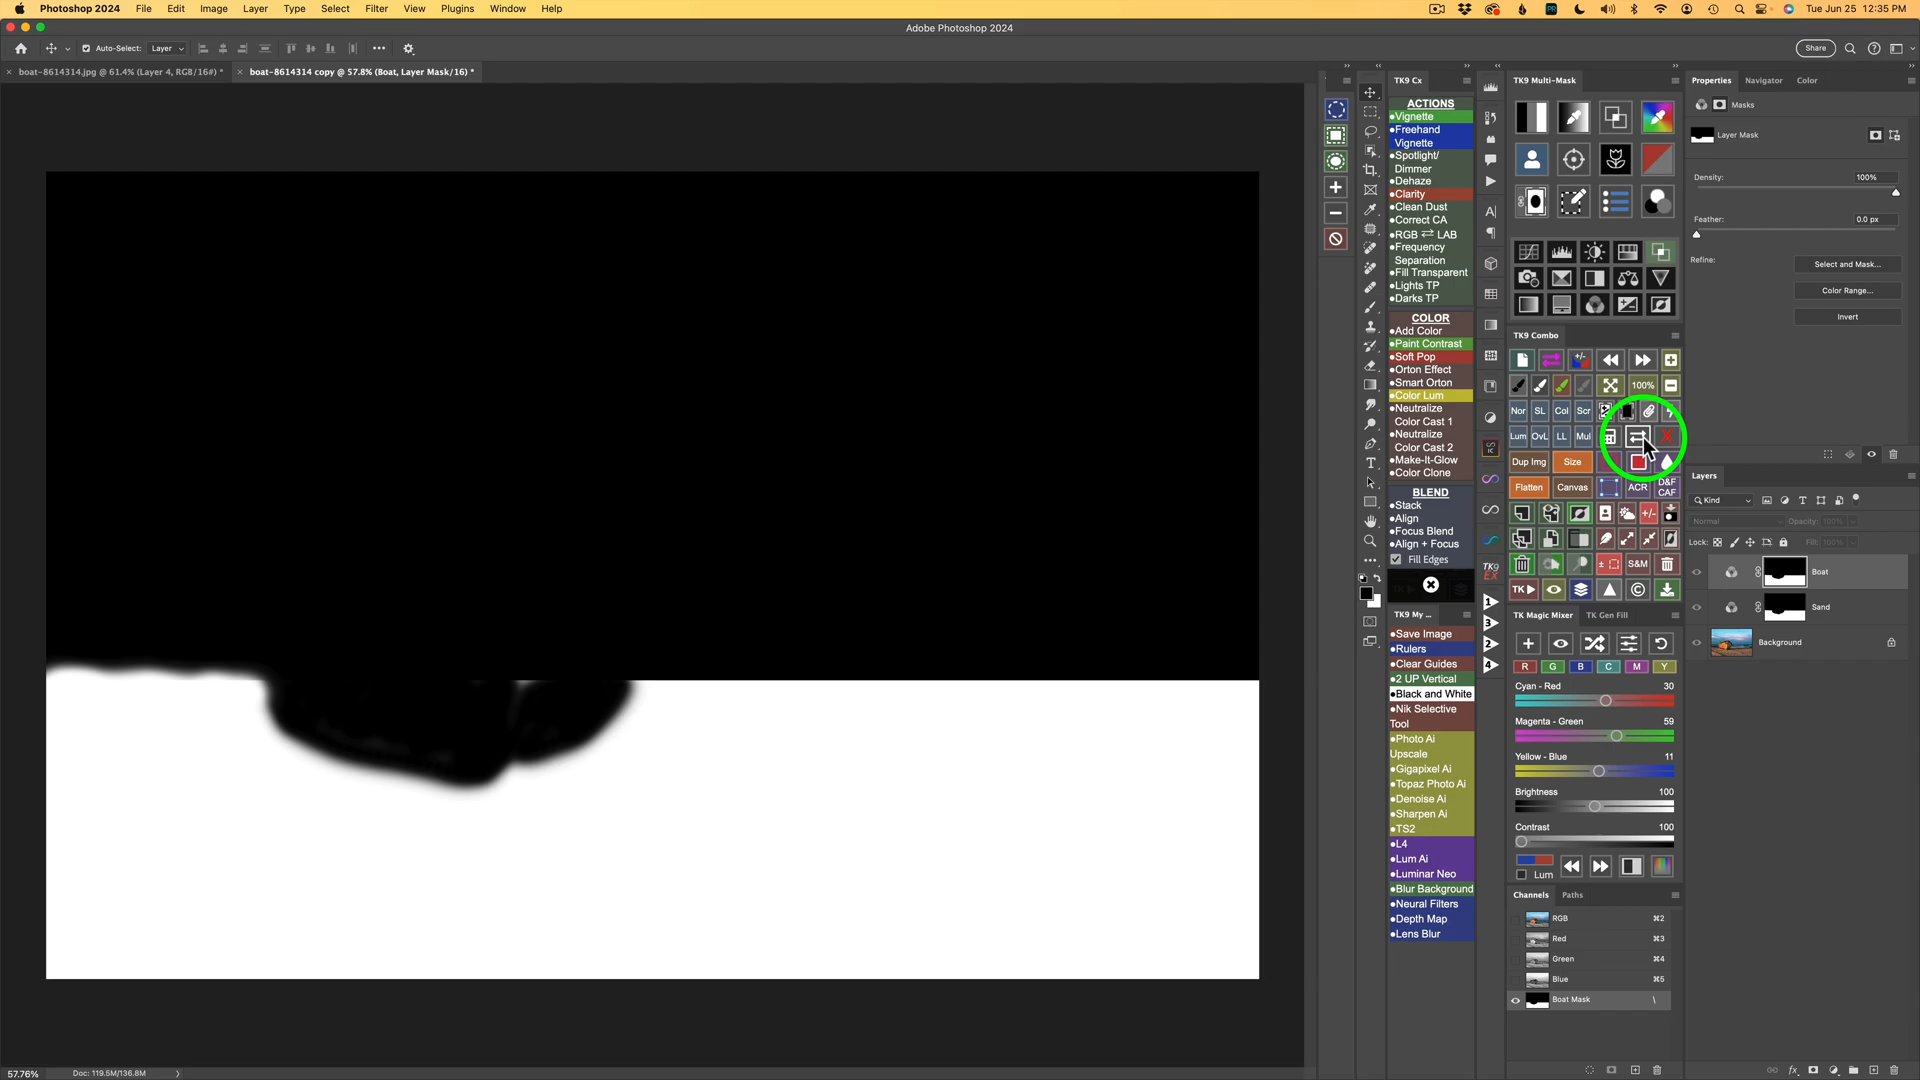 Photoshop 2024 File Edit Image Layer Type Select Filter View Plugins Window Help
Tue Jun 25 12:35 PM
Adobe Photoshop 2024
Auto-Select: Layer
Share
boat-8614314.jpg @ 61.4% (Layer 4, RGB/16#) *
boat-8614314 copy @ 57.8% (Boat, Layer Mask/16) *
TK9 Cx
ACTIONS
●Vignette
●Freehand
Vignette
●Spotlight/
Dimmer
●Dehaze
●Clarity
●Clean Dust
●Correct CA
●RGB ⇄ LAB
●Frequency
Separation
●Fill Transparent
●Lights TP
●Darks TP
COLOR
●Add Color
●Paint Contrast
●Soft Pop
●Orton Effect
●Smart Orton
●Color Lum
●Neutralize
Color Cast 1
●Neutralize
Color Cast 2
●Make-It-Glow
●Color Clone
BLEND
●Stack
●Align
●Focus Blend
●Align + Focus
Fill Edges
TK9 My ...
●Save Image
●Rulers
●Clear Guides
●2 UP Vertical
●Black and White
●Nik Selective
Tool
●Photo Ai
Upscale
●Gigapixel Ai
●Topaz Photo Ai
●Denoise Ai
●Sharpen Ai
●TS2
●L4
●Lum Ai
●Luminar Neo
●Blur Background
●Neural Filters
●Depth Map
●Lens Blur
TK9
EX
1
3
2
4
TK9 Multi-Mask
TK9 Combo
100%
Nor SL Col Scr
Lum OvL LL Mul
Dup Img Size
Flatten Canvas ACR D&F
CAF
S&M
TK
TK Magic Mixer TK Gen Fill
R G B C M Y
Cyan - Red 30
Magenta - Green 59
Yellow - Blue 11
Brightness 100
Contrast 100
Lum
Channels Paths
RGB ⌘2
Red ⌘3
Green ⌘4
Blue ⌘5
Boat Mask \
Properties Navigator Color
Masks
Layer Mask
Density: 100%
Feather: 0.0 px
Refine: Select and Mask...
Color Range...
Invert
Layers
Kind
Normal Opacity: 100%
Lock: Fill: 100%
Boat
Sand
Background
57.76% Doc: 119.5M/136.8M